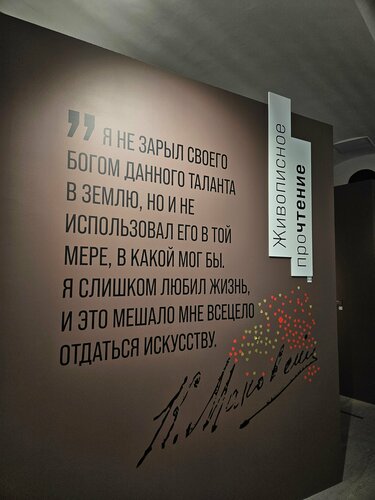 ” Я НЕ ЗАРЫЛ СВОЕГО
БОГОМ ДАННОГО ТАЛАНТА
В ЗЕМЛЮ, НО И НЕ
ИСПОЛЬЗОВАЛ ЕГО В ТОЙ
МЕРЕ, В КАКОЙ МОГ БЫ.
Я СЛИШКОМ ЛЮБИЛ ЖИЗНЬ,
И ЭТО МЕШАЛО МНЕ ВСЕЦЕЛО
ОТДАТЬСЯ ИСКУССТВУ.
К. Маковскій
Живописное
проЧтение